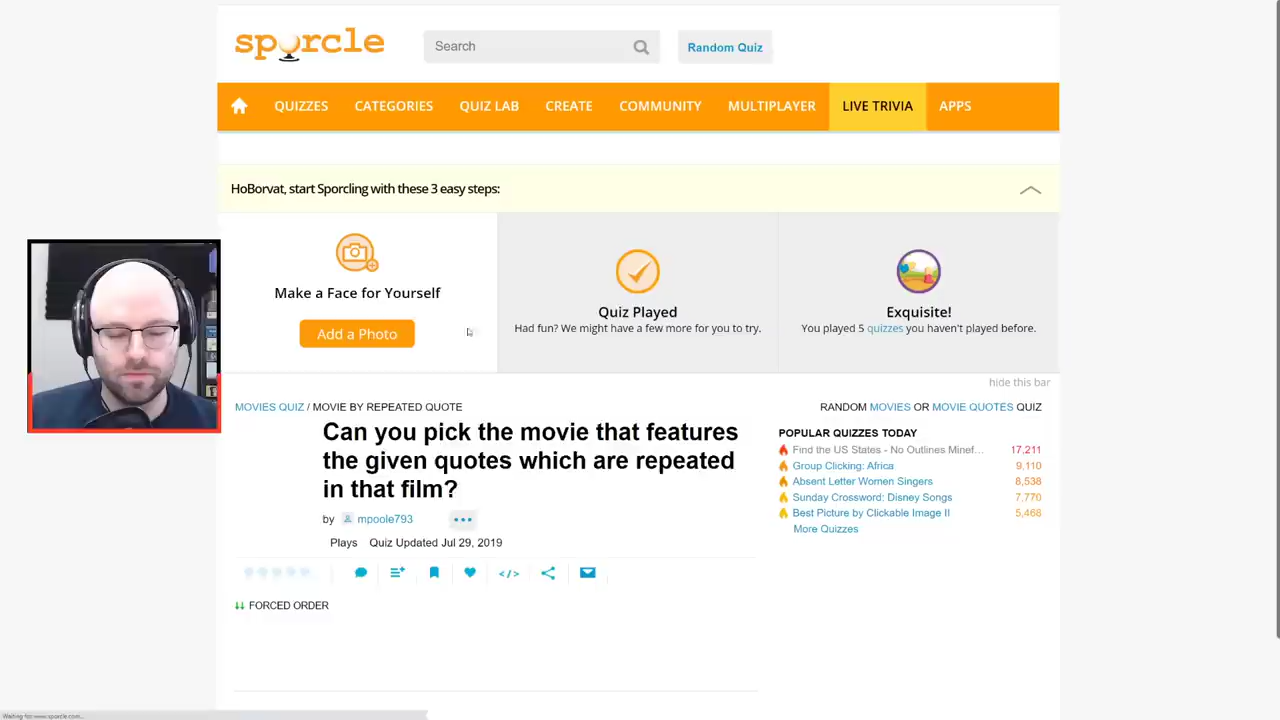 sporcle
Search
Random Quiz
QUIZZES
CATEGORIES
QUIZ LAB
CREATE
COMMUNITY
MULTIPLAYER
LIVE TRIVIA
APPS
HoBorvat, start Sporcling with these 3 easy steps:
Make a Face for Yourself
Add a Photo
Quiz Played
Had fun? We might have a few more for you to try.
Exquisite!
You played 5 quizzes you haven't played before.
hide this bar
MOVIES QUIZ / MOVIE BY REPEATED QUOTE
RANDOM MOVIES OR MOVIE QUOTES QUIZ
Can you pick the movie that features
the given quotes which are repeated
in that film?
by mpoole793
Plays Quiz Updated Jul 29, 2019
FORCED ORDER
POPULAR QUIZZES TODAY
Find the US States - No Outlines Minef... 17,211
Group Clicking: Africa 9,110
Absent Letter Women Singers 8,538
Sunday Crossword: Disney Songs 7,770
Best Picture by Clickable Image II 5,468
More Quizzes
Waiting for www.sporcle.com...